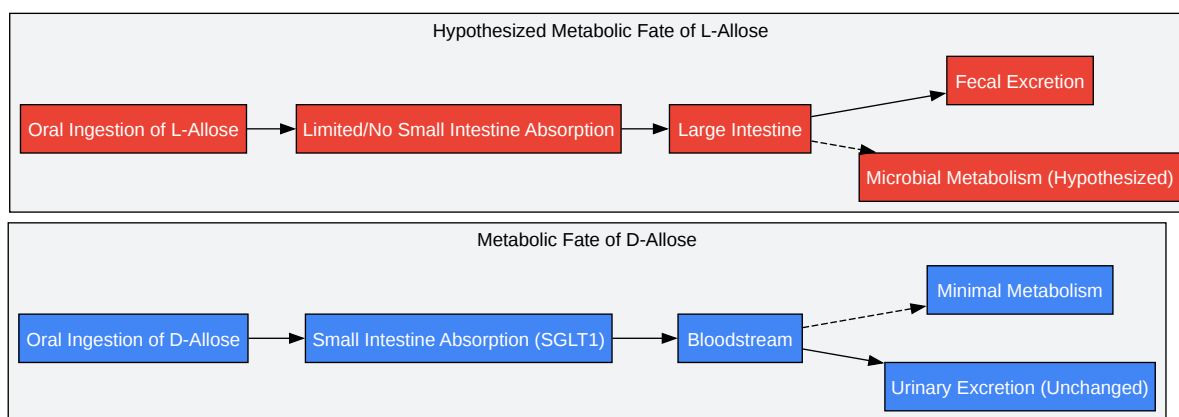 Hypothesized Metabolic Fate of L-Allose
Fecal Excretion
Oral Ingestion of L-Allose
Limited/No Small Intestine Absorption
Large Intestine
Microbial Metabolism (Hypothesized)
Metabolic Fate of D-Allose
Minimal Metabolism
Oral Ingestion of D-Allose
Small Intestine Absorption (SGLT1)
Bloodstream
Urinary Excretion (Unchanged)